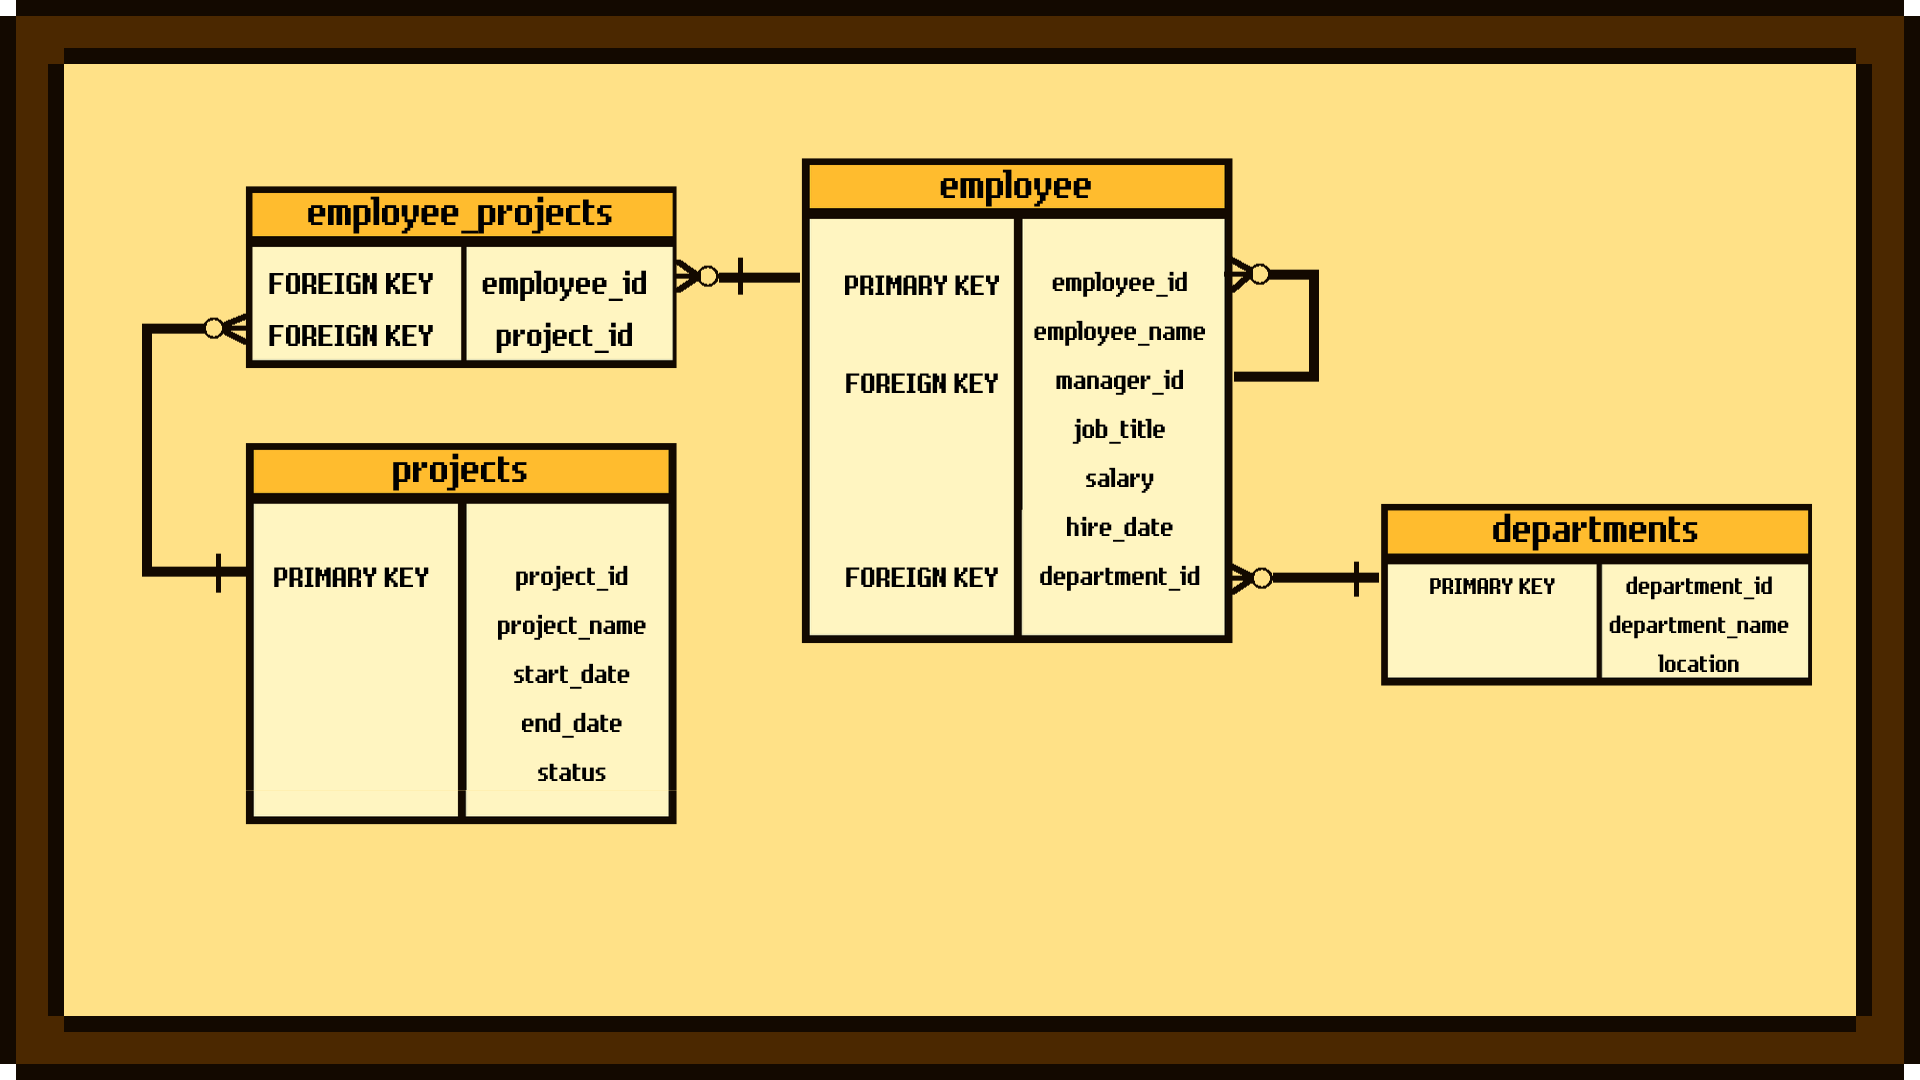 employee_projects
FOREIGN KEY employee_id
FOREIGN KEY project_id
projects
PRIMARY KEY project_id
project_name
start_date
end_date
status
employee
PRIMARY KEY employee_id
employee_name
FOREIGN KEY manager_id
job_title
salary
hire_date
FOREIGN KEY department_id
departments
PRIMARY KEY department_id
department_name
location